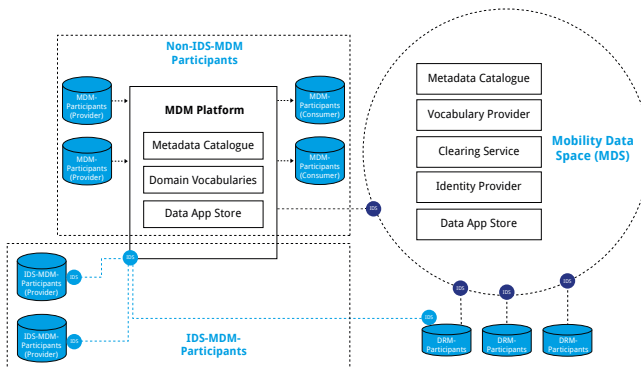 Non-IDS-MDM
Participants
MDM-
Participants
(Provider)
MDM-
Participants
(Provider)
MDM Platform
Metadata Catalogue
Domain Vocabularies
Data App Store
MDM-
Participants
(Consumer)
MDM-
Participants
(Consumer)
Metadata Catalogue
Vocabulary Provider
Clearing Service
Identity Provider
Data App Store
Mobility Data
Space (MDS)
IDS
IDS
IDS-MDM-
Participants
(Provider)
IDS
IDS-MDM-
Participants
(Provider)
IDS
IDS-MDM-
Participants
IDS
IDS
IDS
IDS
DRM-
Participants
DRM-
Participants
DRM-
Participants